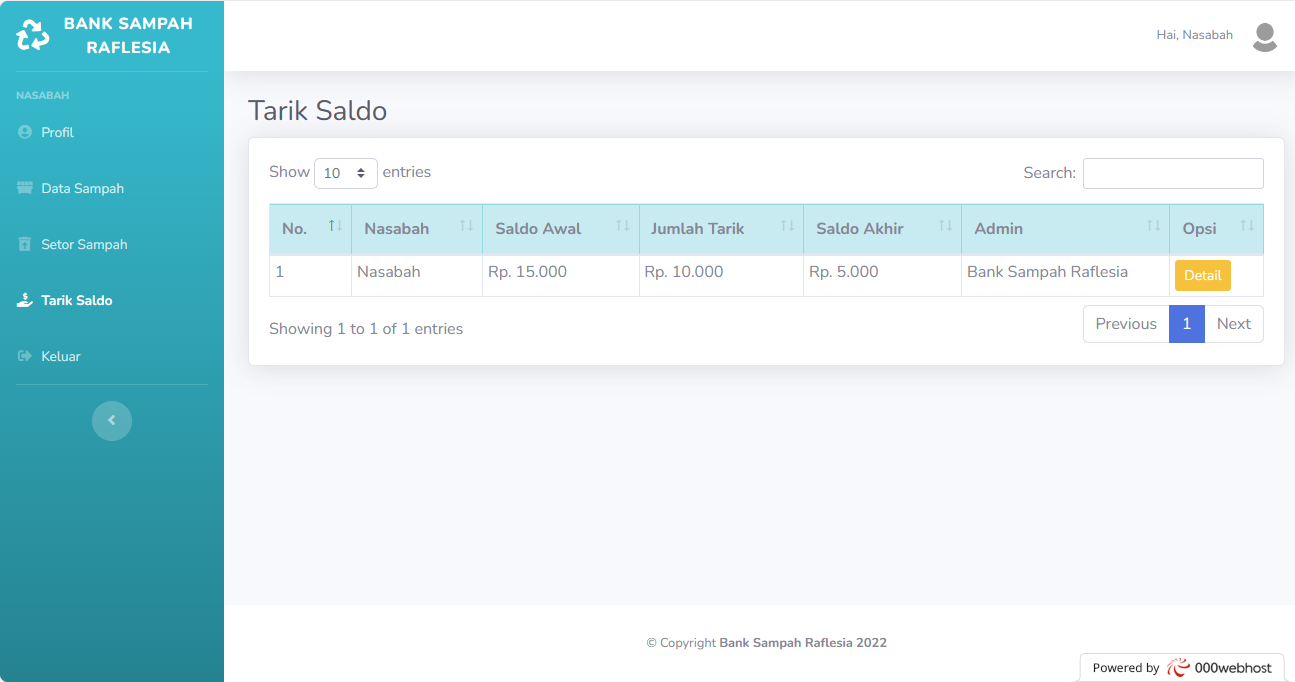 BANK SAMPAH
RAFLESIA
Hai, Nasabah
NASABAH
Profil
Data Sampah
Setor Sampah
Tarik Saldo
Keluar
Tarik Saldo
Show 10 entries Search:
No. Nasabah Saldo Awal Jumlah Tarik Saldo Akhir Admin Opsi
1 Nasabah Rp. 15.000 Rp. 10.000 Rp. 5.000 Bank Sampah Raflesia Detail
Showing 1 to 1 of 1 entries Previous 1 Next
© Copyright Bank Sampah Raflesia 2022
Powered by 000webhost